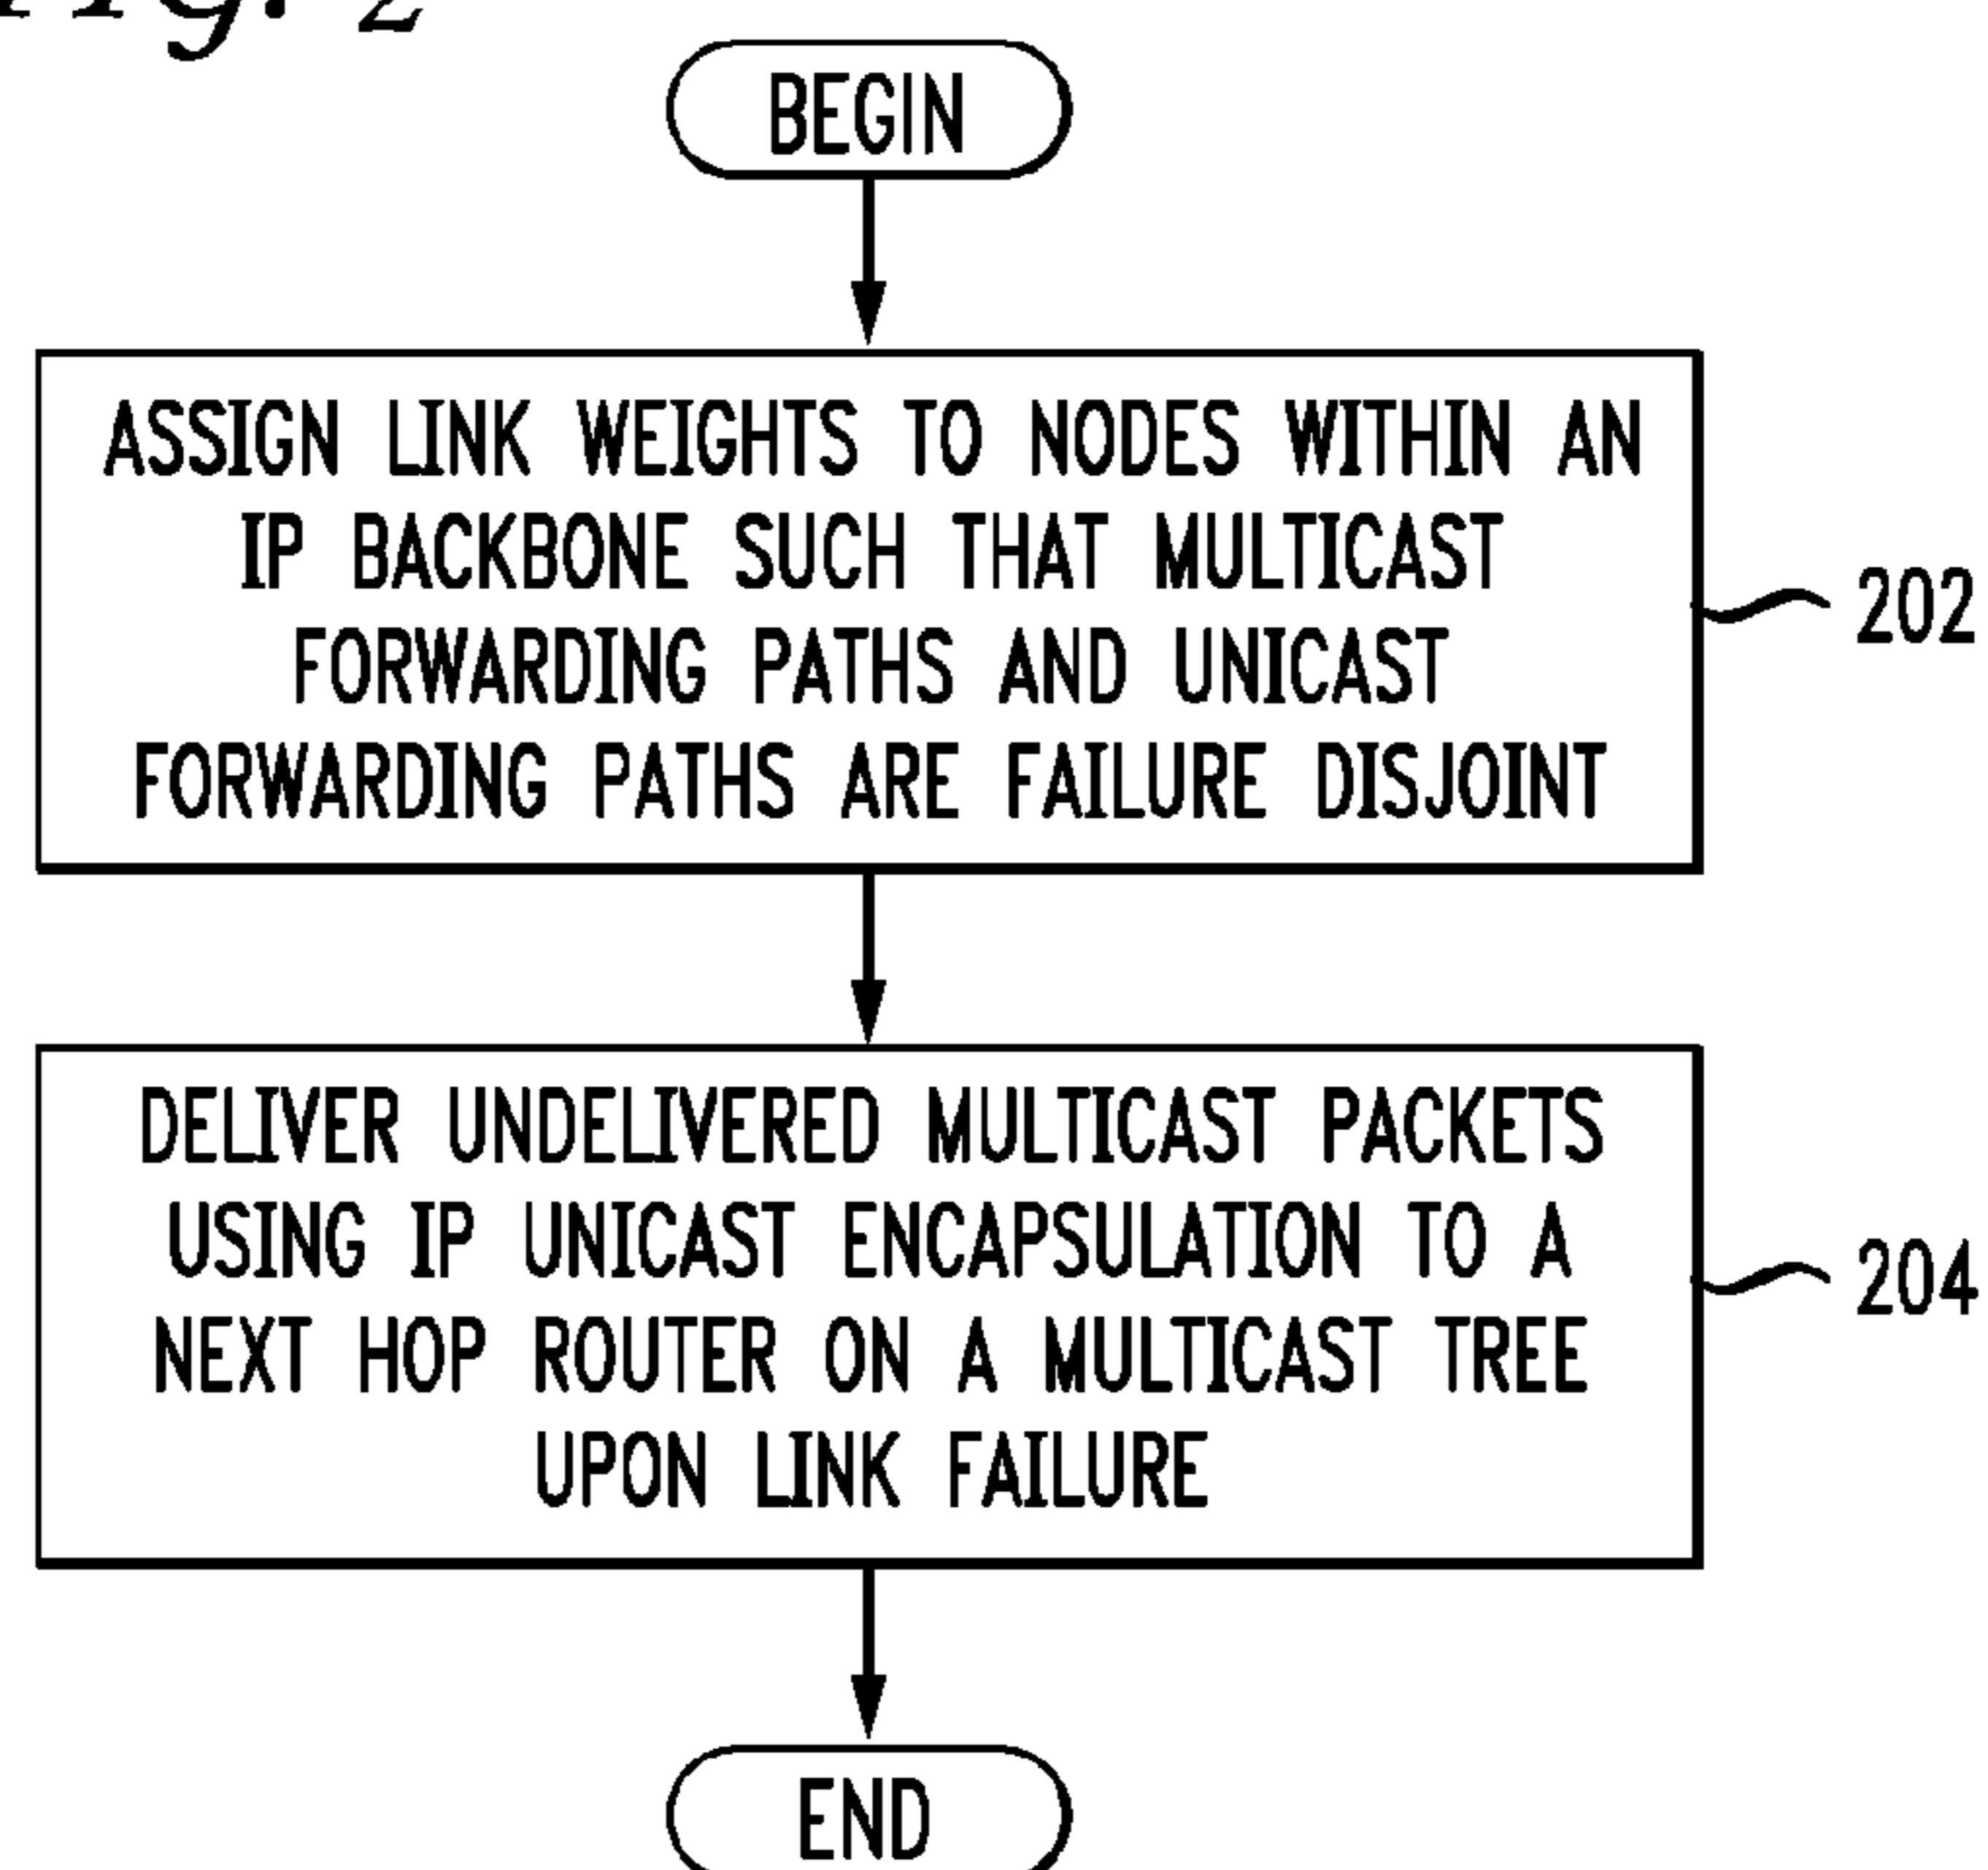 Fig. 2
BEGIN
ASSIGN LINK WEIGHTS TO NODES WITHIN AN
IP BACKBONE SUCH THAT MULTICAST
FORWARDING PATHS AND UNICAST
FORWARDING PATHS ARE FAILURE DISJOINT
202
DELIVER UNDELIVERED MULTICAST PACKETS
USING IP UNICAST ENCAPSULATION TO A
NEXT HOP ROUTER ON A MULTICAST TREE
UPON LINK FAILURE
204
END